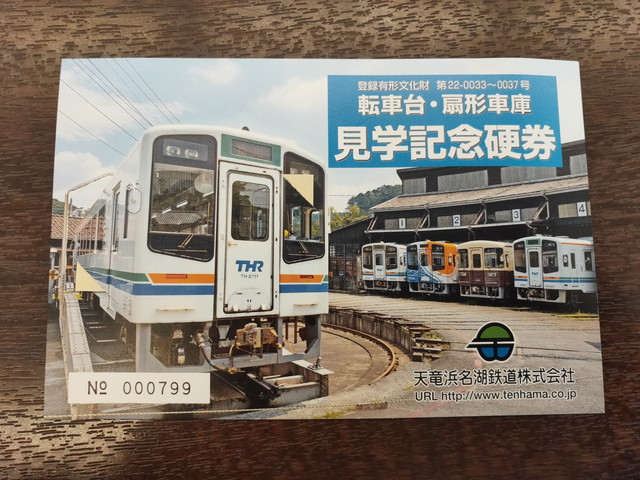 登録有形文化財 第22-0033～0037号
転車台・扇形車庫
見学記念硬券
1
2
3
4
THR
TH2111
天竜浜名湖鉄道株式会社
URL http://www.tenhama.co.jp
No 000799